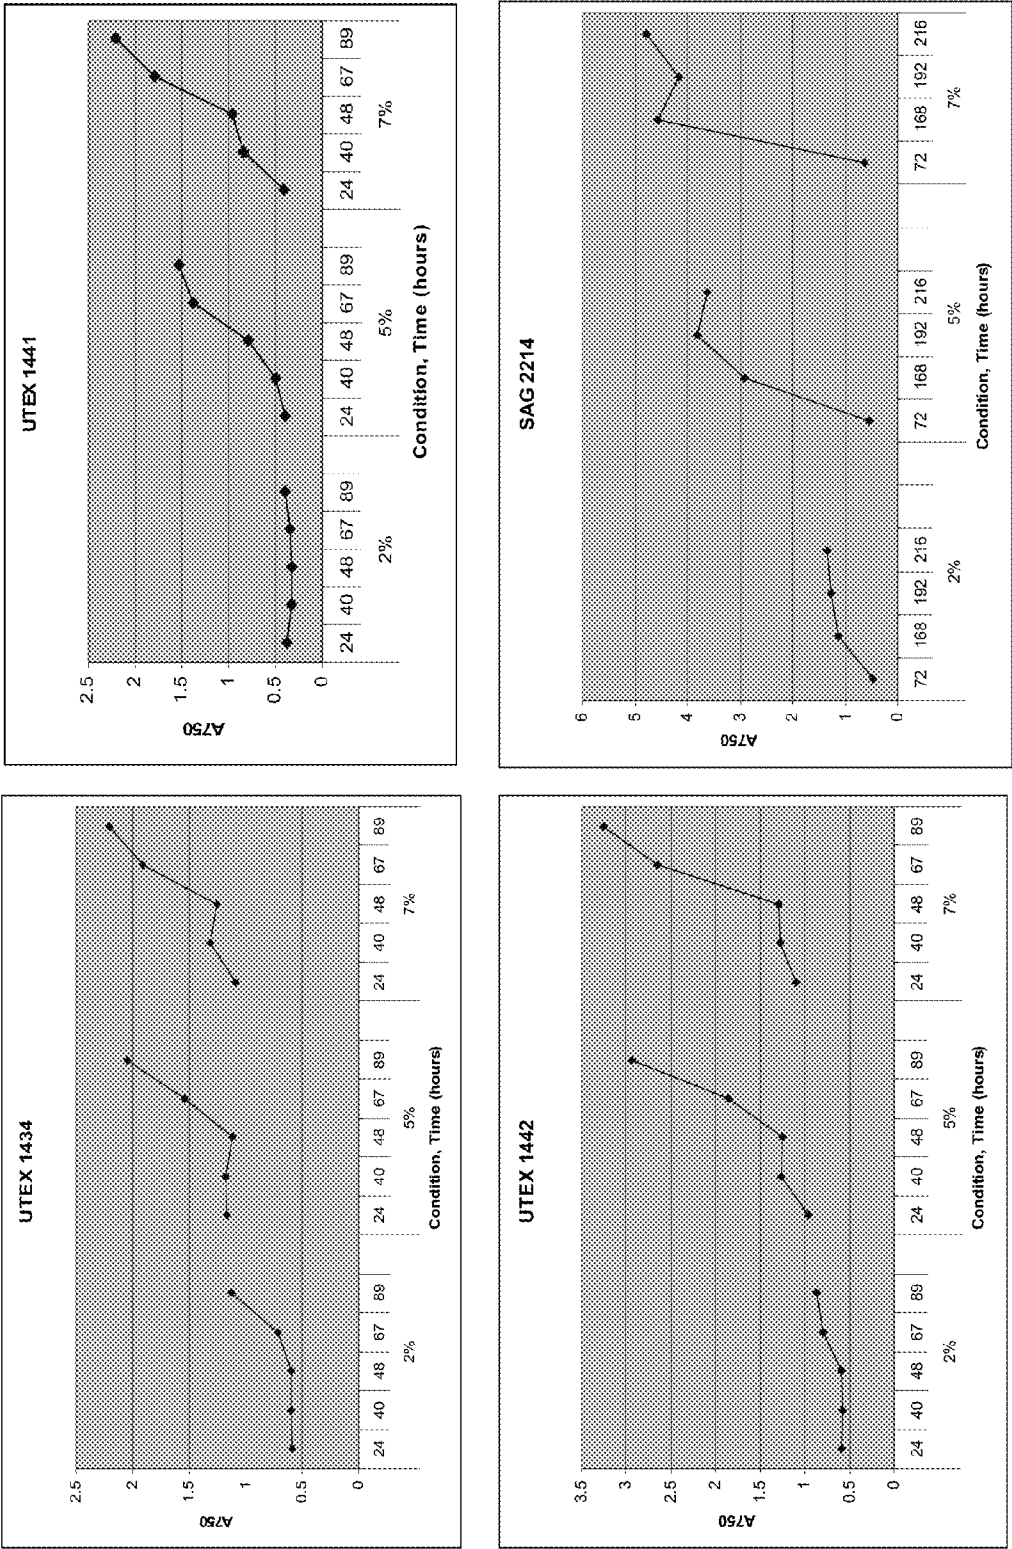 UTEX 1434
2.5
2
1.5
1
0.5
0
A750
24 40 48 67 89 24 40 48 67 89 24 40 48 67 89
2% 5% 7%
Condition, Time (hours)
UTEX 1441
2.5
2
1.5
1
0.5
0
A750
24 40 48 67 89 24 40 48 67 89 24 40 48 67 89
2% 5% 7%
Condition, Time (hours)
UTEX 1442
3.5
3
2.5
2
1.5
1
0.5
0
A750
24 40 48 67 89 24 40 48 67 89 24 40 48 67 89
2% 5% 7%
Condition, Time (hours)
SAG 2214
6
5
4
3
2
1
0
A750
72 168 192 216 72 168 192 216 72 168 192 216
2% 5% 7%
Condition, Time (hours)